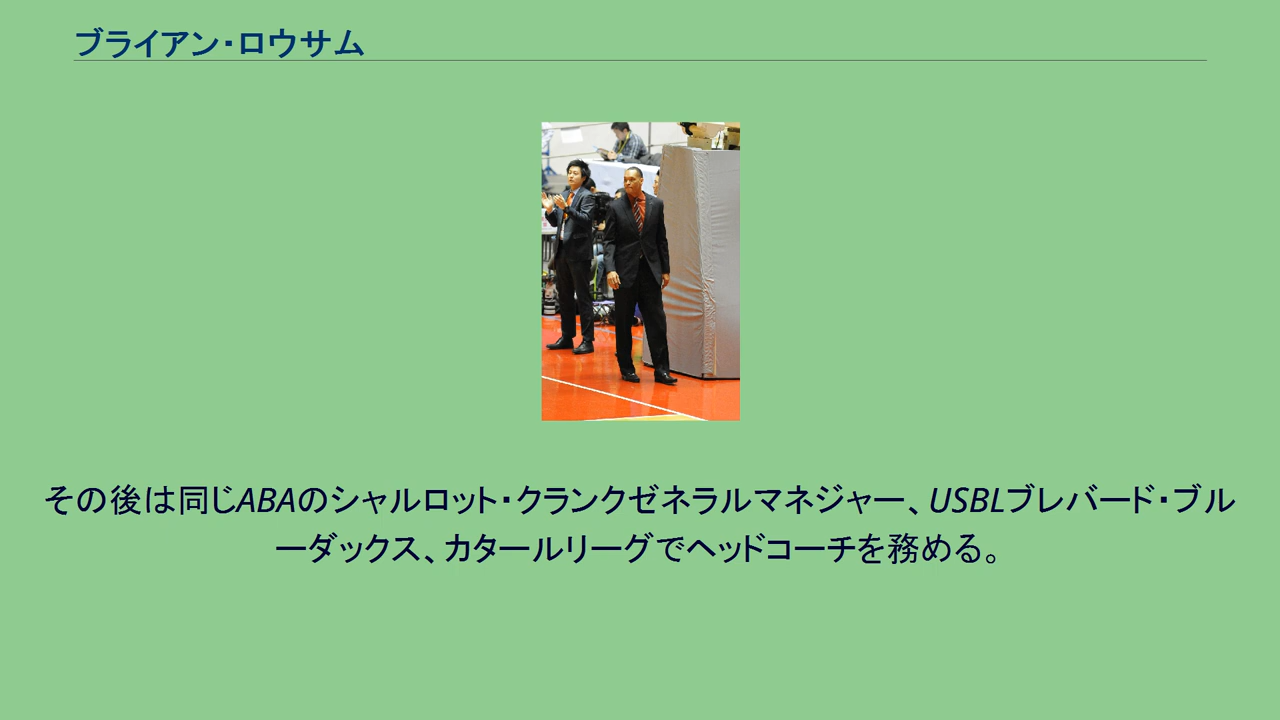 ブライアン・ロウサム
その後は同じABAのシャルロット・クランクゼネラルマネジャー、USBLブレバード・ブル
ーダックス、カタールリーグでヘッドコーチを務める。